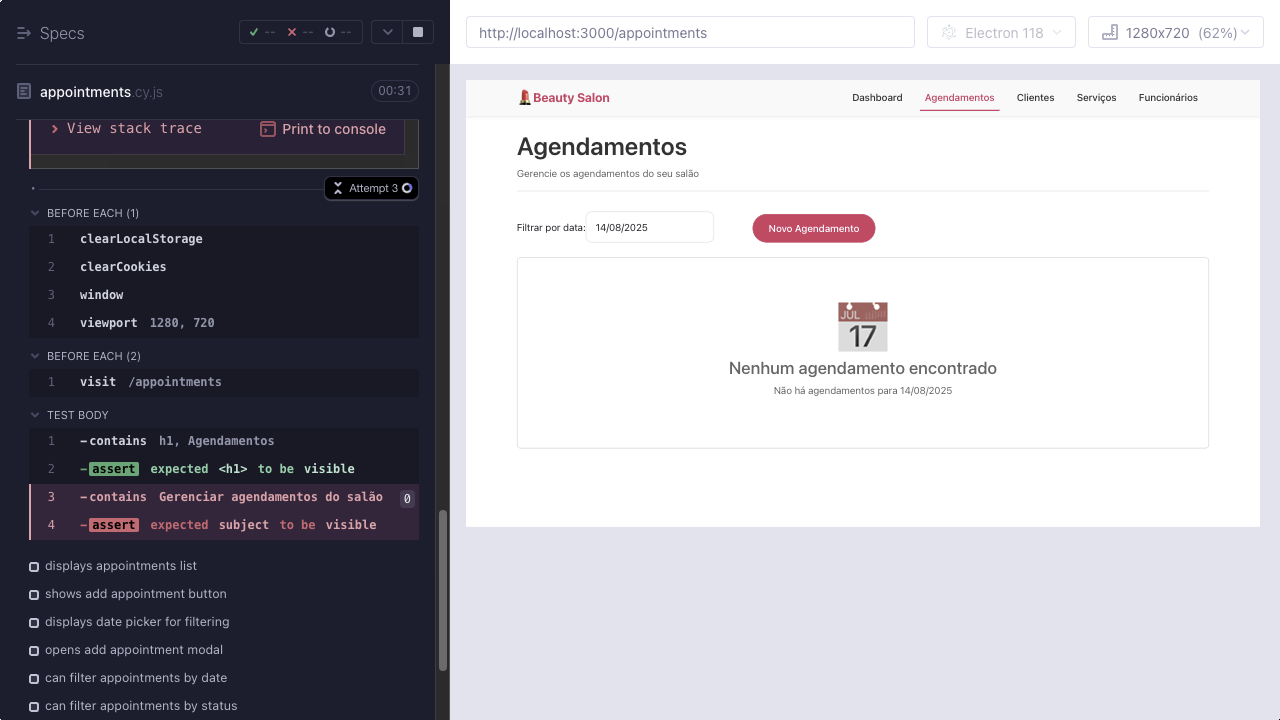 Specs
-- -- --
appointments.cy.js 00:31
View stack trace Print to console
Attempt 3
BEFORE EACH (1)
1 clearLocalStorage
2 clearCookies
3 window
4 viewport 1280, 720
BEFORE EACH (2)
1 visit /appointments
TEST BODY
1 -contains h1, Agendamentos
2 -assert expected <h1> to be visible
3 -contains Gerenciar agendamentos do salão 0
4 -assert expected subject to be visible
displays appointments list
shows add appointment button
displays date picker for filtering
opens add appointment modal
can filter appointments by date
can filter appointments by status
http://localhost:3000/appointments Electron 118 1280x720 (62%)
Beauty Salon Dashboard Agendamentos Clientes Serviços Funcionários
Agendamentos
Gerencie os agendamentos do seu salão
Filtrar por data: 14/08/2025 Novo Agendamento
JUL
17
Nenhum agendamento encontrado
Não há agendamentos para 14/08/2025